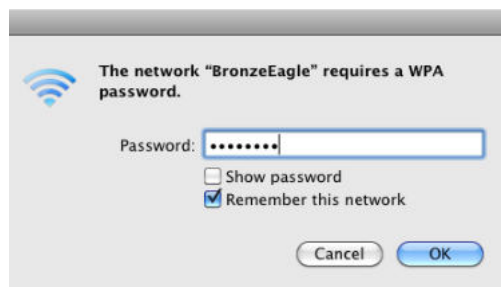 The network “BronzeEagle” requires a WPA
password.
Password: ••••••••
Show password
Remember this network
Cancel OK